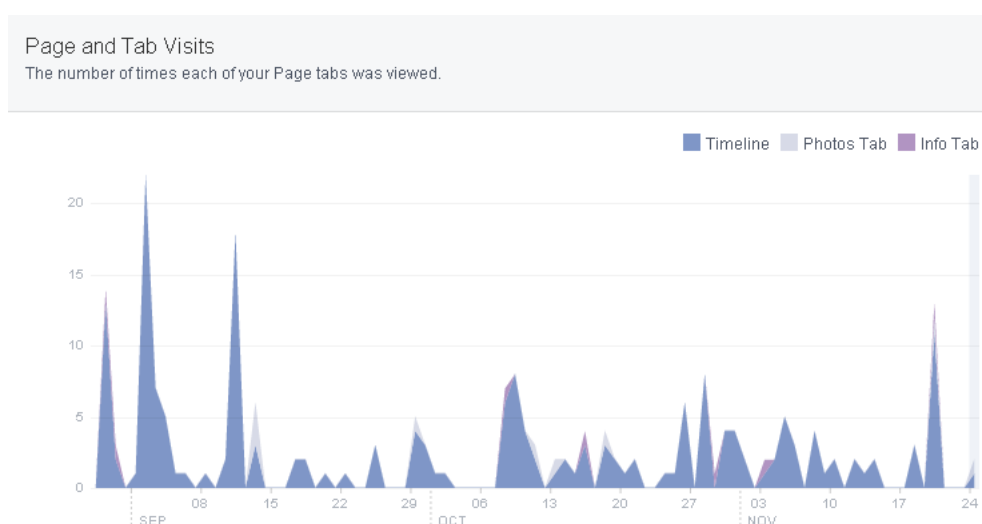 Page and Tab Visits
The number of times each of your Page tabs was viewed.
Timeline Photos Tab Info Tab
20
15
10
5
0
08 15 22 29 06 13 20 27 03 10 17 24
SEP OCT NOV